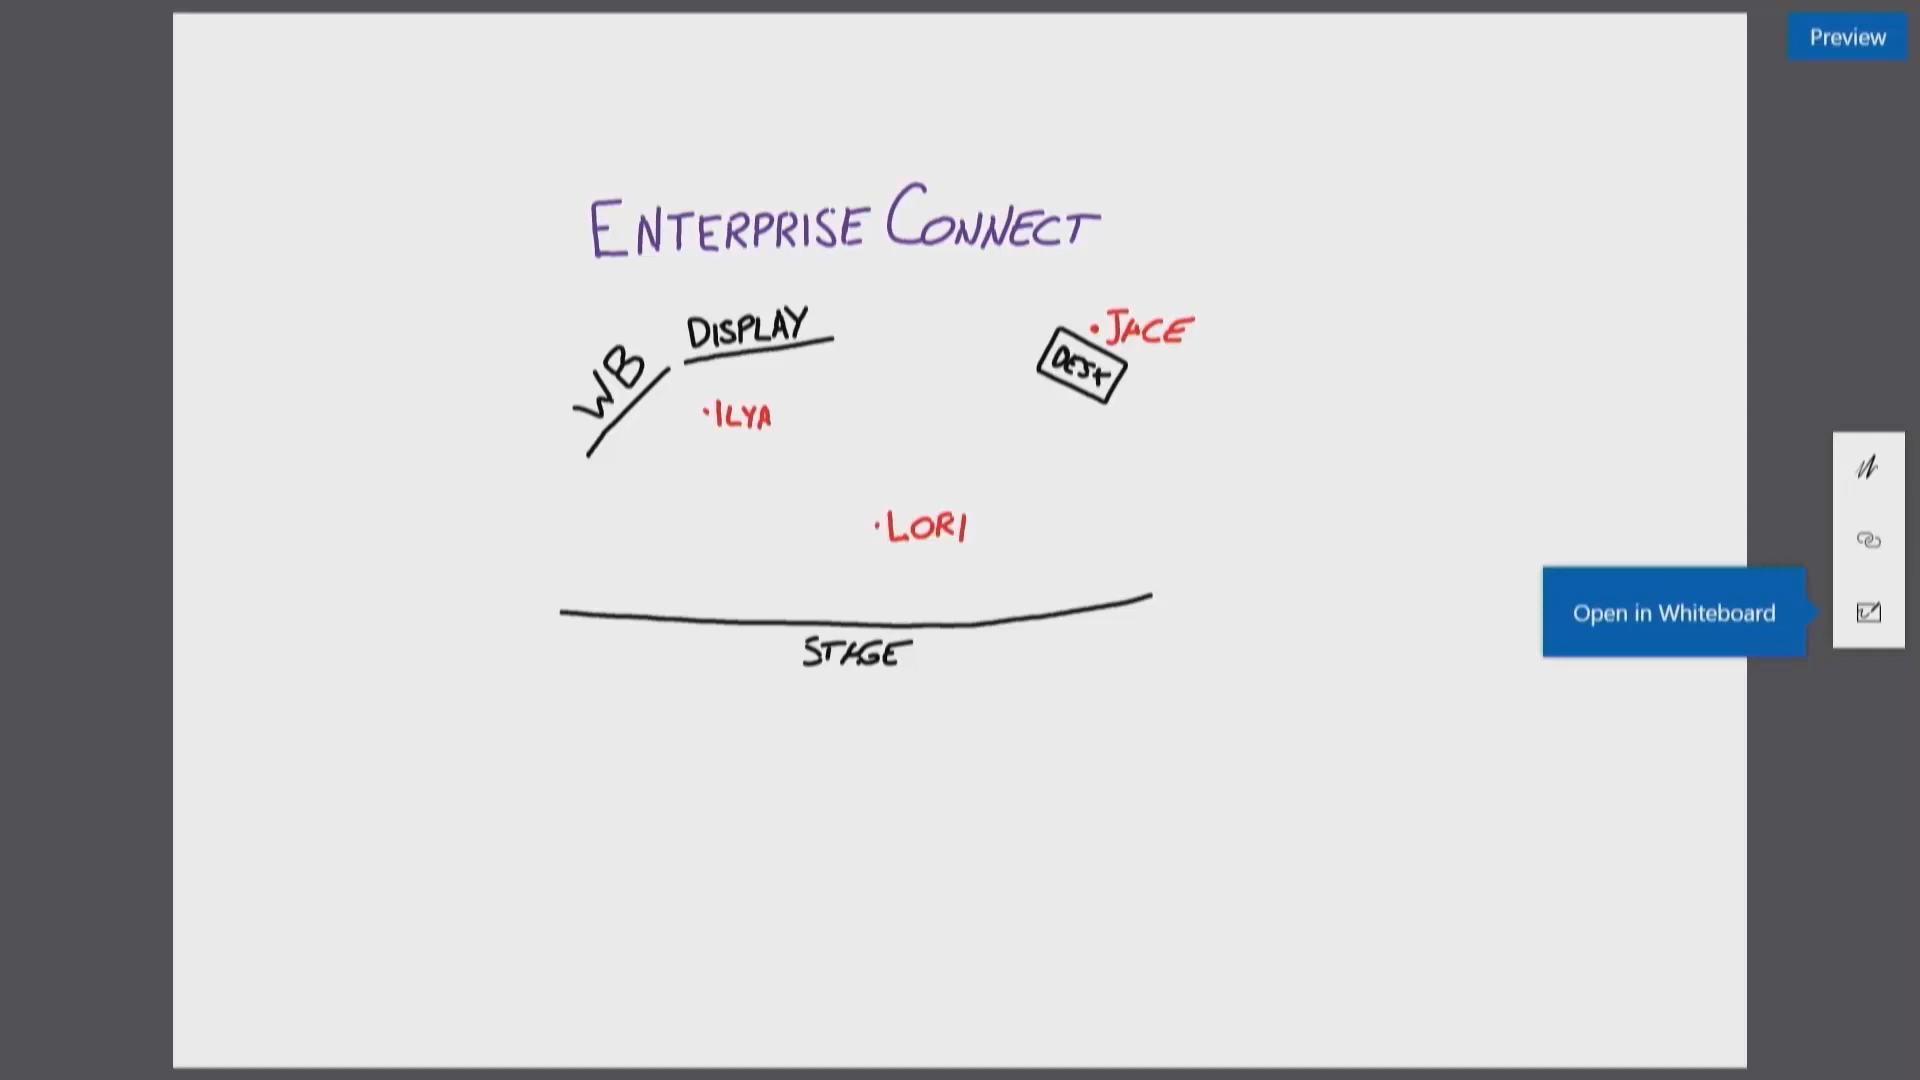 Preview
ENTERPRISE CONNECT
DISPLAY
JACE
WB
DESK
ILYA
LORI
Open in Whiteboard
STAGE